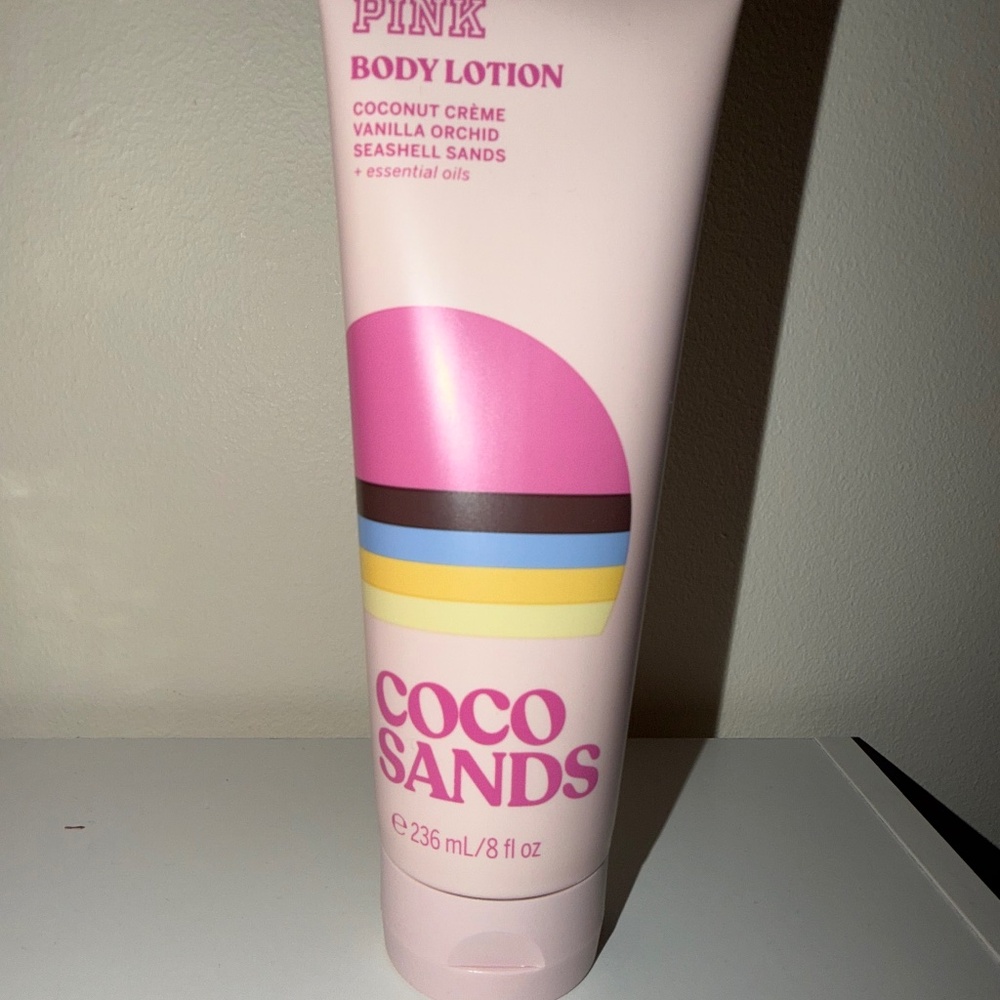 PINK
BODY LOTION
COCONUT CRÈME
VANILLA ORCHID
SEASHELL SANDS
+ essential oils
COCO
SANDS
℮ 236 mL/8 fl oz